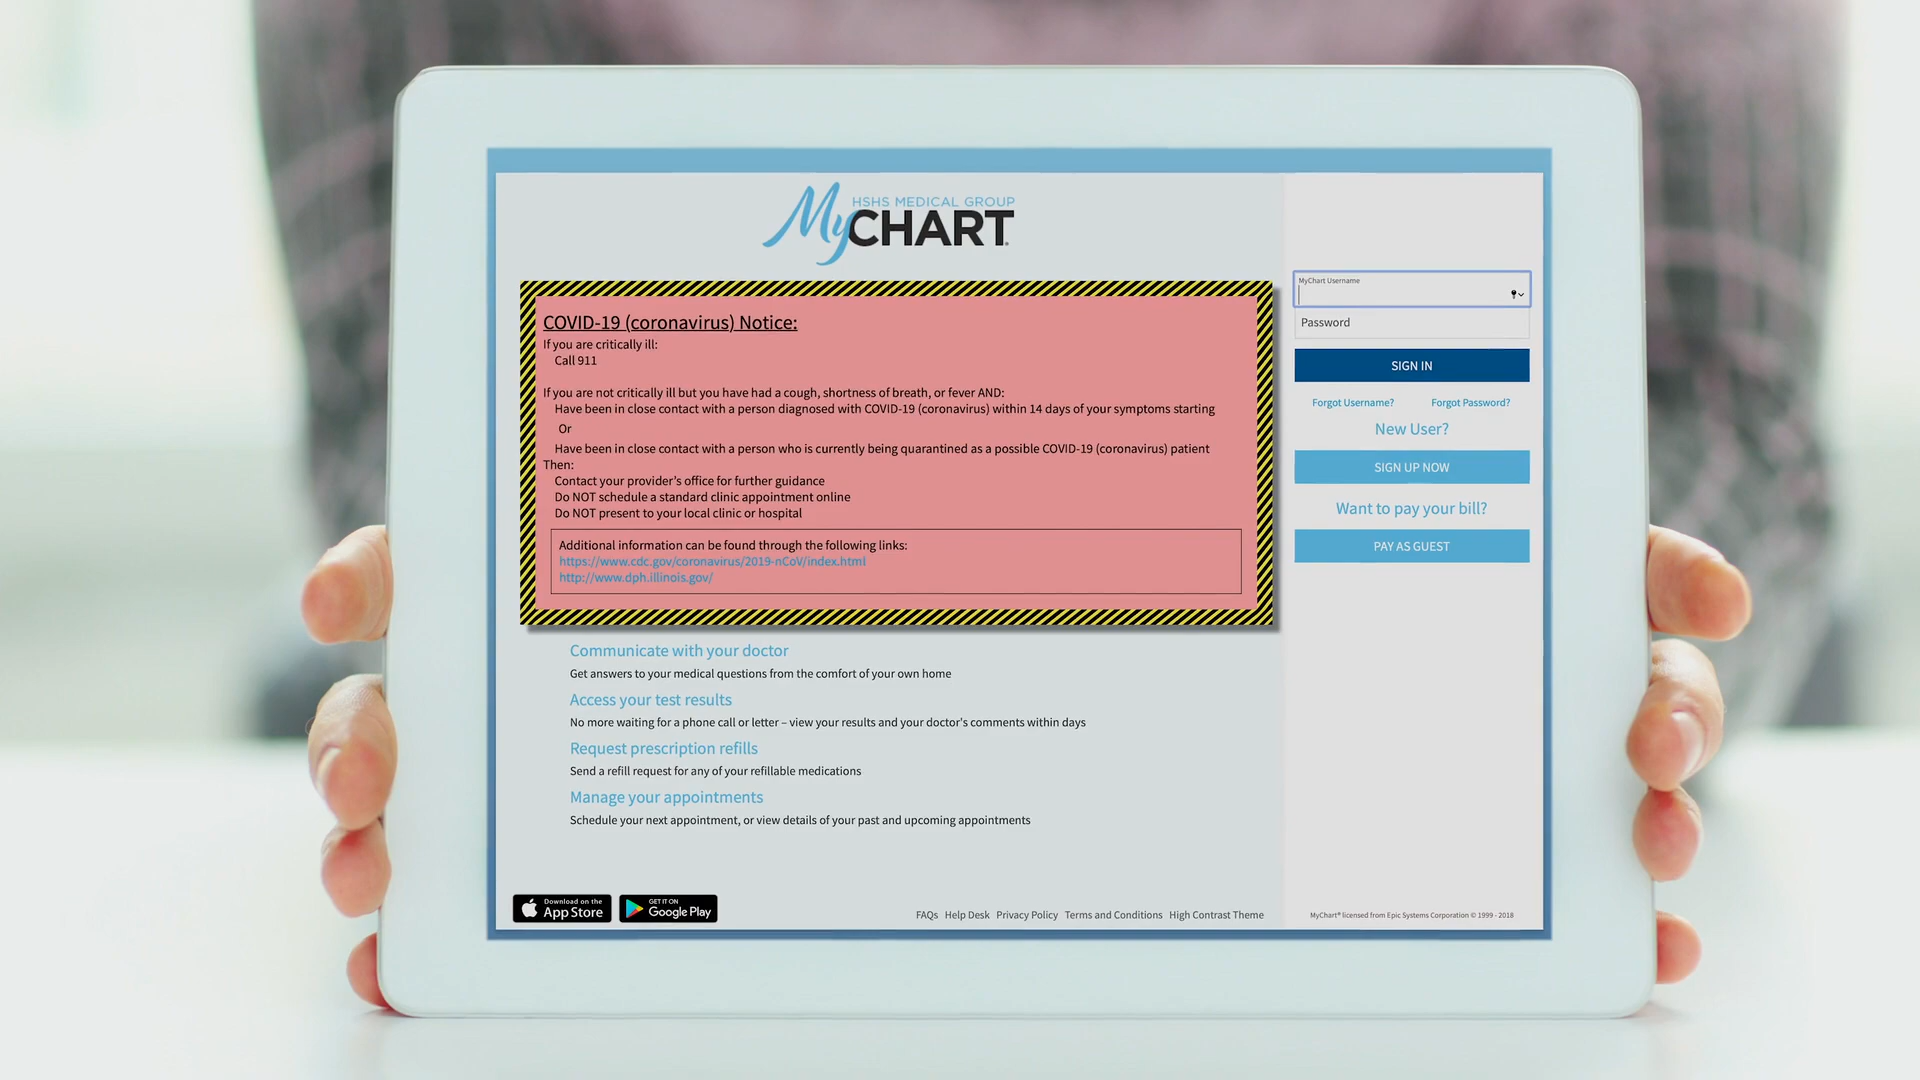 HSHS MEDICAL GROUP
MyCHART®
COVID-19 (coronavirus) Notice:
If you are critically ill:
Call 911
If you are not critically ill but you have had a cough, shortness of breath, or fever AND:
Have been in close contact with a person diagnosed with COVID-19 (coronavirus) within 14 days of your symptoms starting
Or
Have been in close contact with a person who is currently being quarantined as a possible COVID-19 (coronavirus) patient
Then:
Contact your provider's office for further guidance
Do NOT schedule a standard clinic appointment online
Do NOT present to your local clinic or hospital
Additional information can be found through the following links:
https://www.cdc.gov/coronavirus/2019-nCoV/index.html
http://www.dph.illinois.gov/
Communicate with your doctor
Get answers to your medical questions from the comfort of your own home
Access your test results
No more waiting for a phone call or letter – view your results and your doctor's comments within days
Request prescription refills
Send a refill request for any of your refillable medications
Manage your appointments
Schedule your next appointment, or view details of your past and upcoming appointments
Download on the
App Store
GET IT ON
Google Play
FAQs Help Desk Privacy Policy Terms and Conditions High Contrast Theme
MyChart Username
Password
SIGN IN
Forgot Username? Forgot Password?
New User?
SIGN UP NOW
Want to pay your bill?
PAY AS GUEST
MyChart® licensed from Epic Systems Corporation © 1999 - 2018